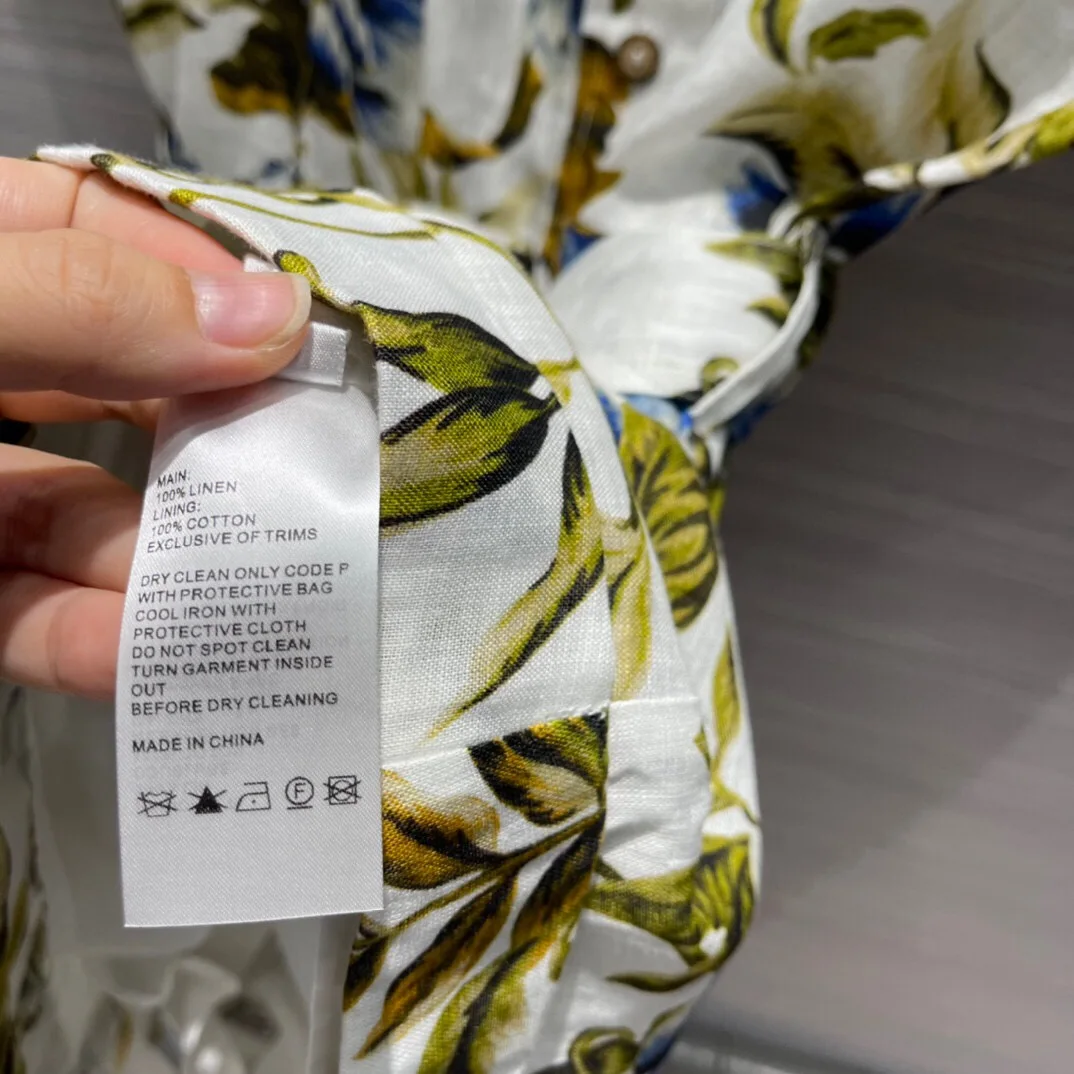 MAIN:
100% LINEN
LINING:
100% COTTON
EXCLUSIVE OF TRIMS
DRY CLEAN ONLY CODE P
WITH PROTECTIVE BAG
COOL IRON WITH
PROTECTIVE CLOTH
DO NOT SPOT CLEAN
TURN GARMENT INSIDE
OUT
BEFORE DRY CLEANING
MADE IN CHINA
F